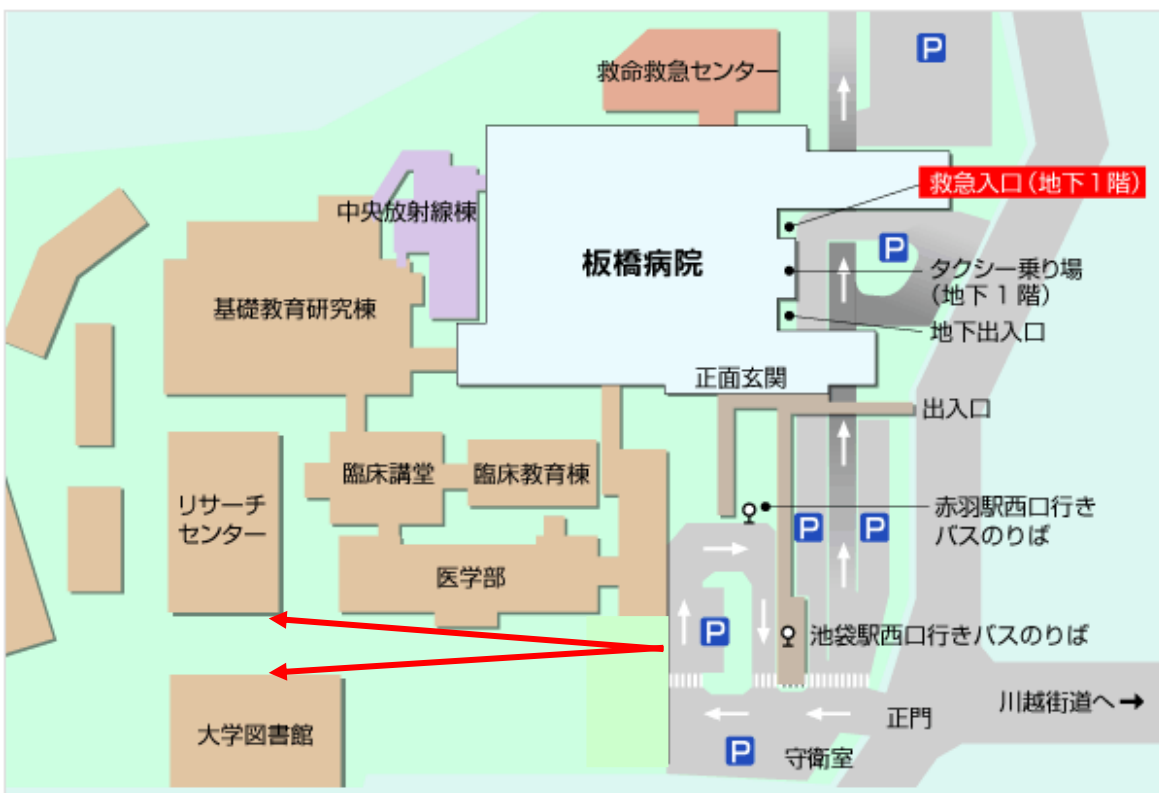 P
救命救急センター
救急入口(地下1階)
中央放射線棟
P
板橋病院
タクシー乗り場
(地下1階)
基礎教育研究棟
地下出入口
正面玄関
出入口
臨床講堂
臨床教育棟
リサーチ
センター
赤羽駅西口行き
バスのりば
P
P
医学部
P
池袋駅西口行きバスのりば
川越街道へ→
正門
大学図書館
P
守衛室